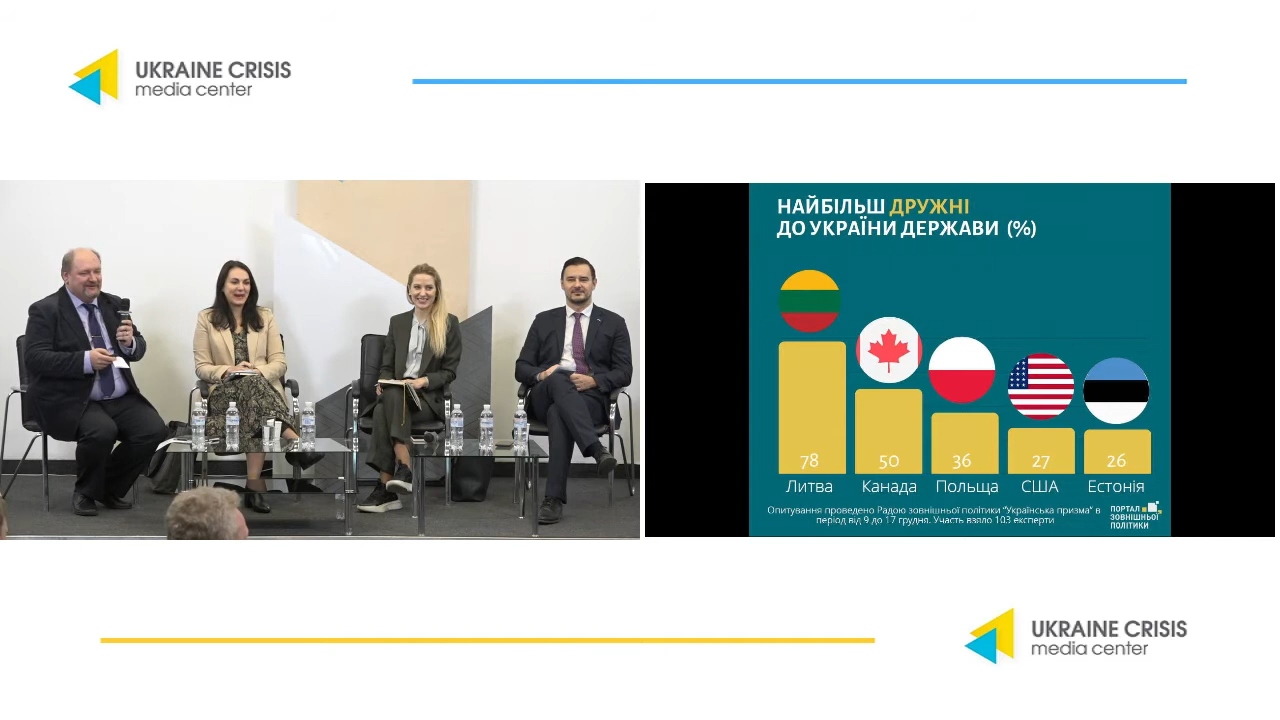 UKRAINE CRISIS
media center
НАЙБІЛЬШ ДРУЖНІ
ДО УКРАЇНИ ДЕРЖАВИ (%)
78
50
36
27
26
Литва
Канада
Польща
США
Естонія
Опитування проведено Радою зовнішньої політики “Українська призма” в
період від 9 до 17 грудня. Участь взяло 103 експерти
ПОРТАЛ
ЗОВНІШНЬОЇ
ПОЛІТИКИ
UKRAINE CRISIS
media center